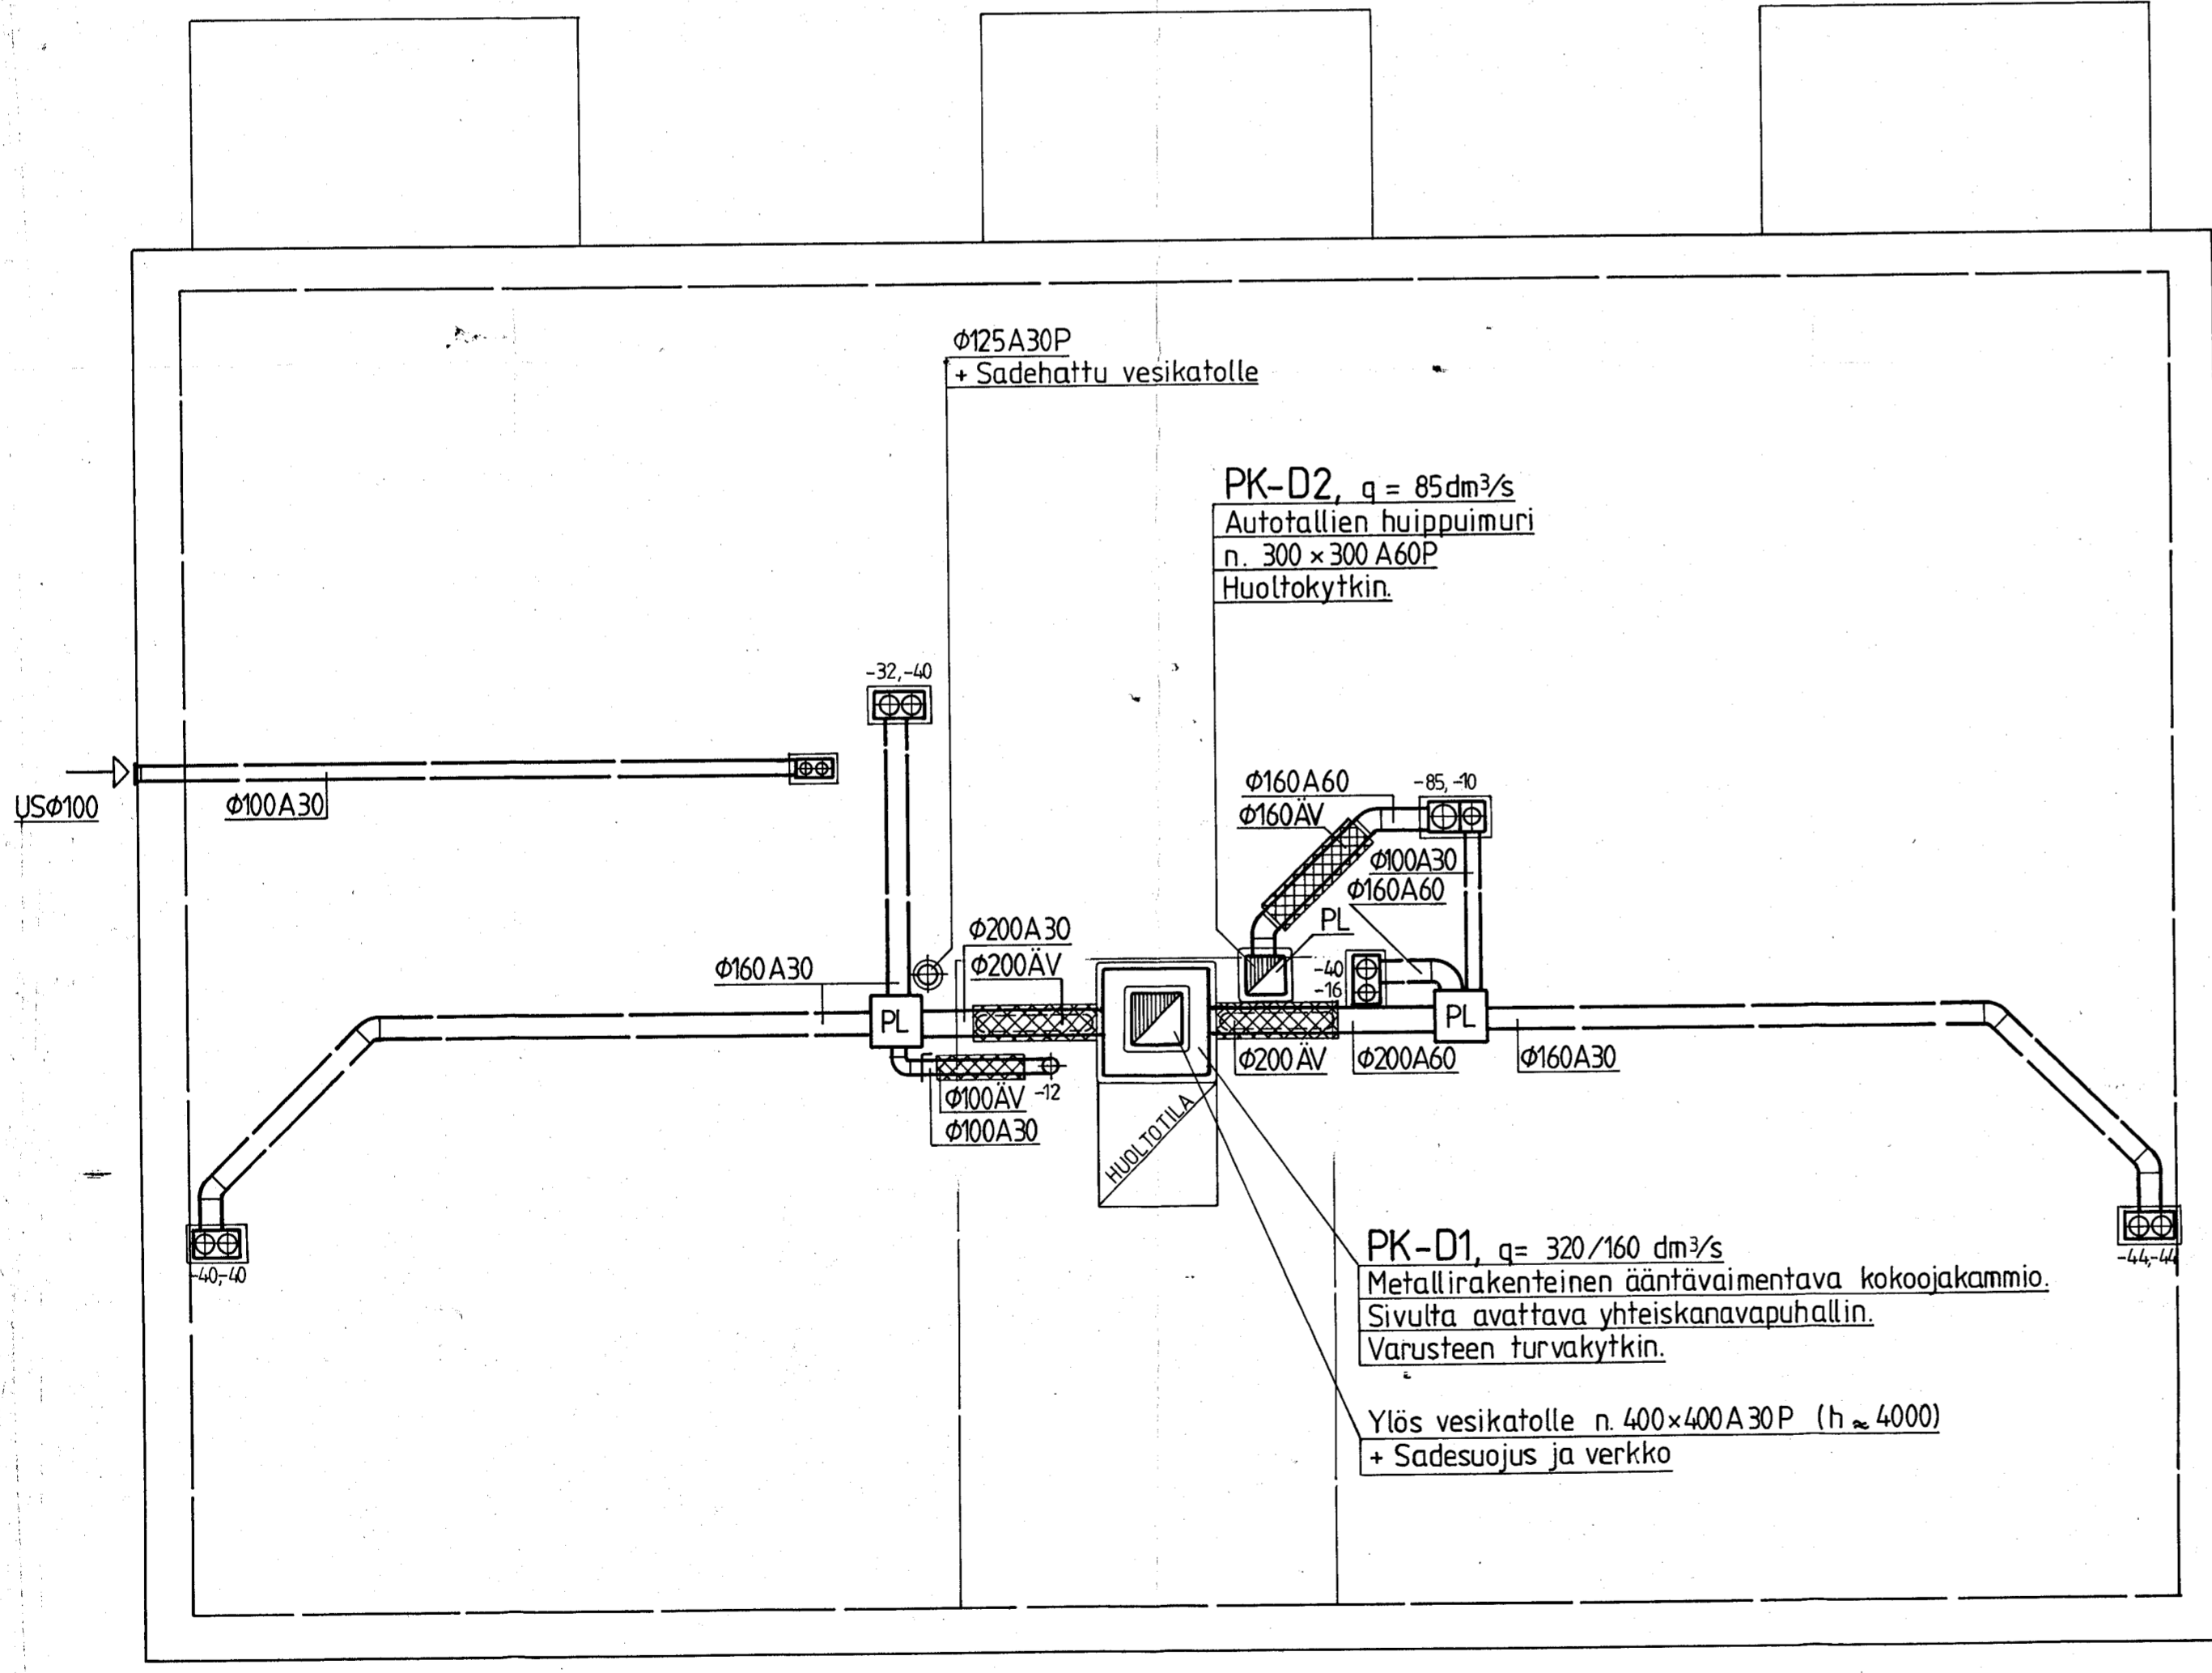 Φ125A30P
+ Sadehattu vesikatolle
PK-D2, q = 85dm³/s
Autotallien huippuimuri
n. 300 × 300 A60P
Huoltokytkin.
-32,-40
USΦ100
Φ100A30
Φ160A60
Φ160ÄV
-85,-10
Φ100A30
Φ160A60
PL
Φ200A30
Φ200ÄV
Φ160A30
-40
-16
PL
PL
Φ200ÄV
Φ200A60
Φ160A30
Φ100ÄV
-12
Φ100A30
HUOLTOTILA
-40,-40
-44,-44
PK-D1, q= 320/160 dm³/s
Metallirakenteinen ääntävaimentava kokoojakammio.
Sivulta avattava yhteiskanavapuhallin.
Varusteen turvakytkin.
Ylös vesikatolle n. 400×400A30P (h ≈ 4000)
+ Sadesuojus ja verkko